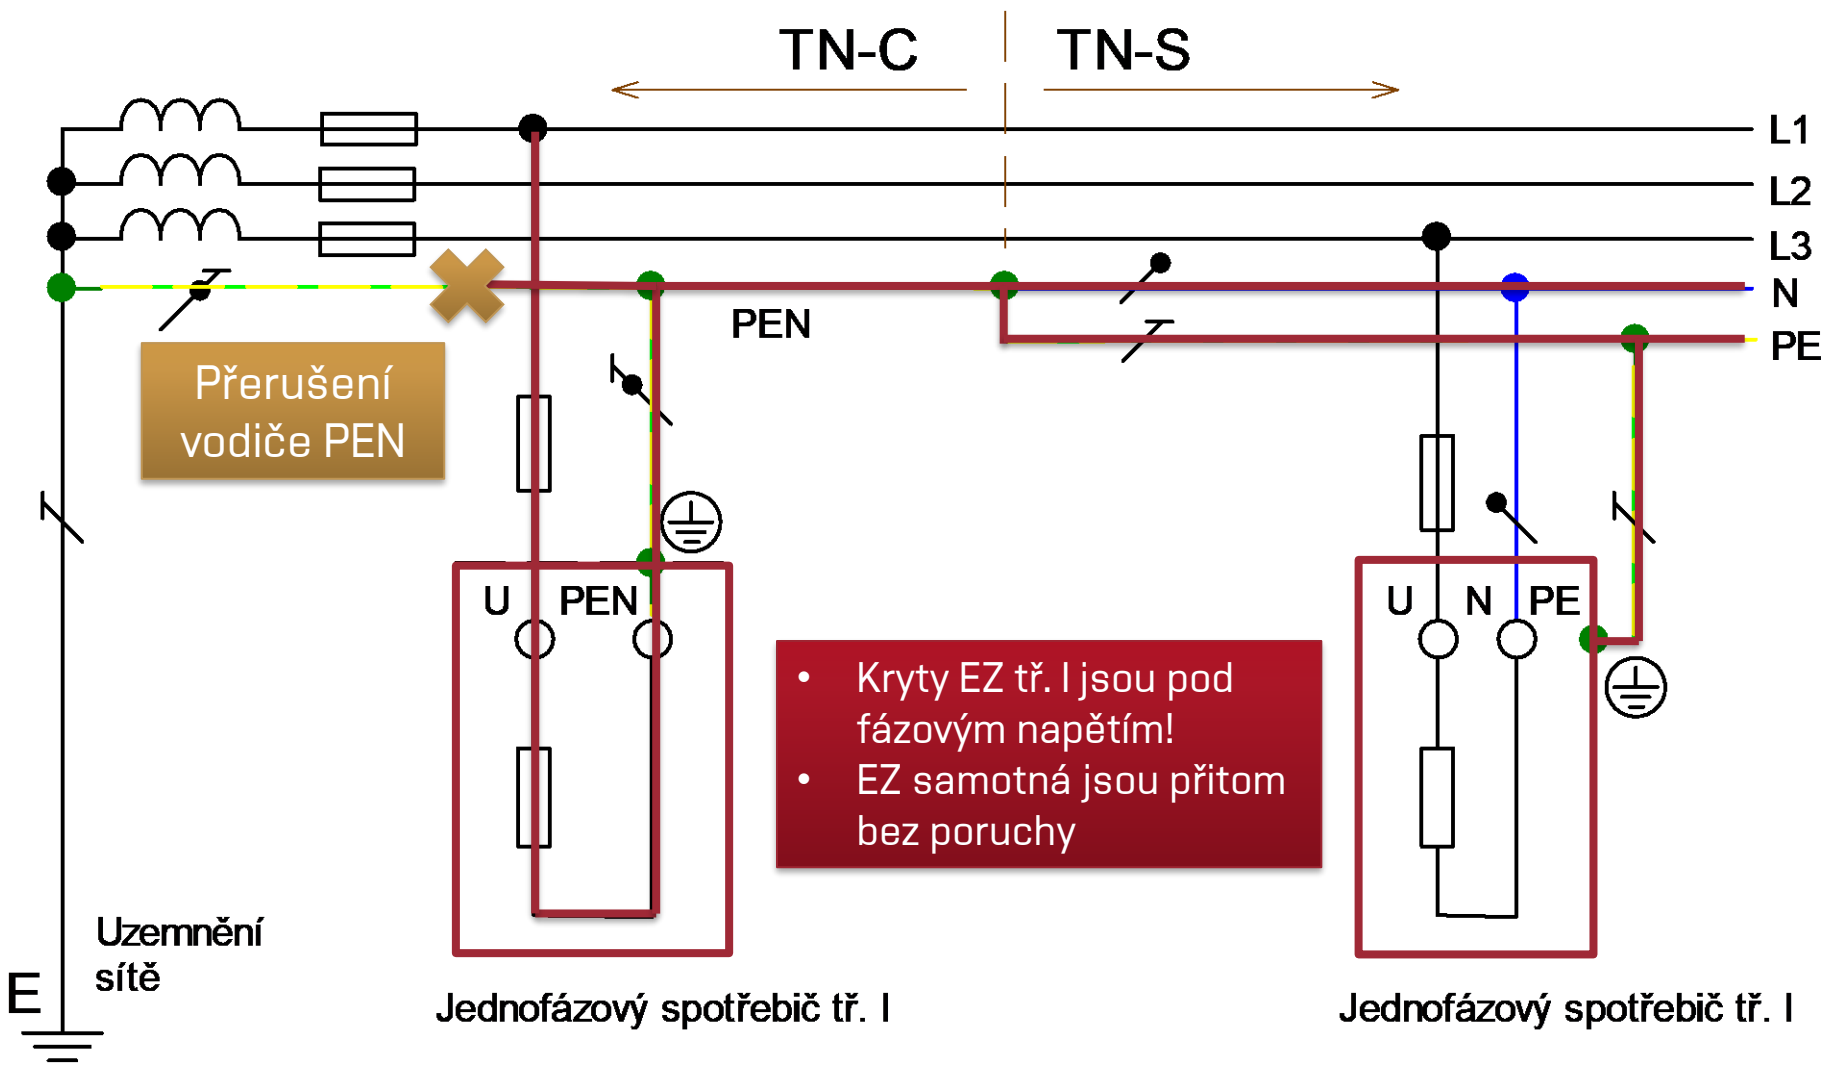 TN-C
TN-S
L1
L2
L3
N
PE
PEN
Přerušení
vodiče PEN
U
PEN
U
N
PE
• Kryty EZ tř. I jsou pod
fázovým napětím!
• EZ samotná jsou přitom
bez poruchy
Uzemnění
sítě
E
Jednofázový spotřebič tř. I
Jednofázový spotřebič tř. I